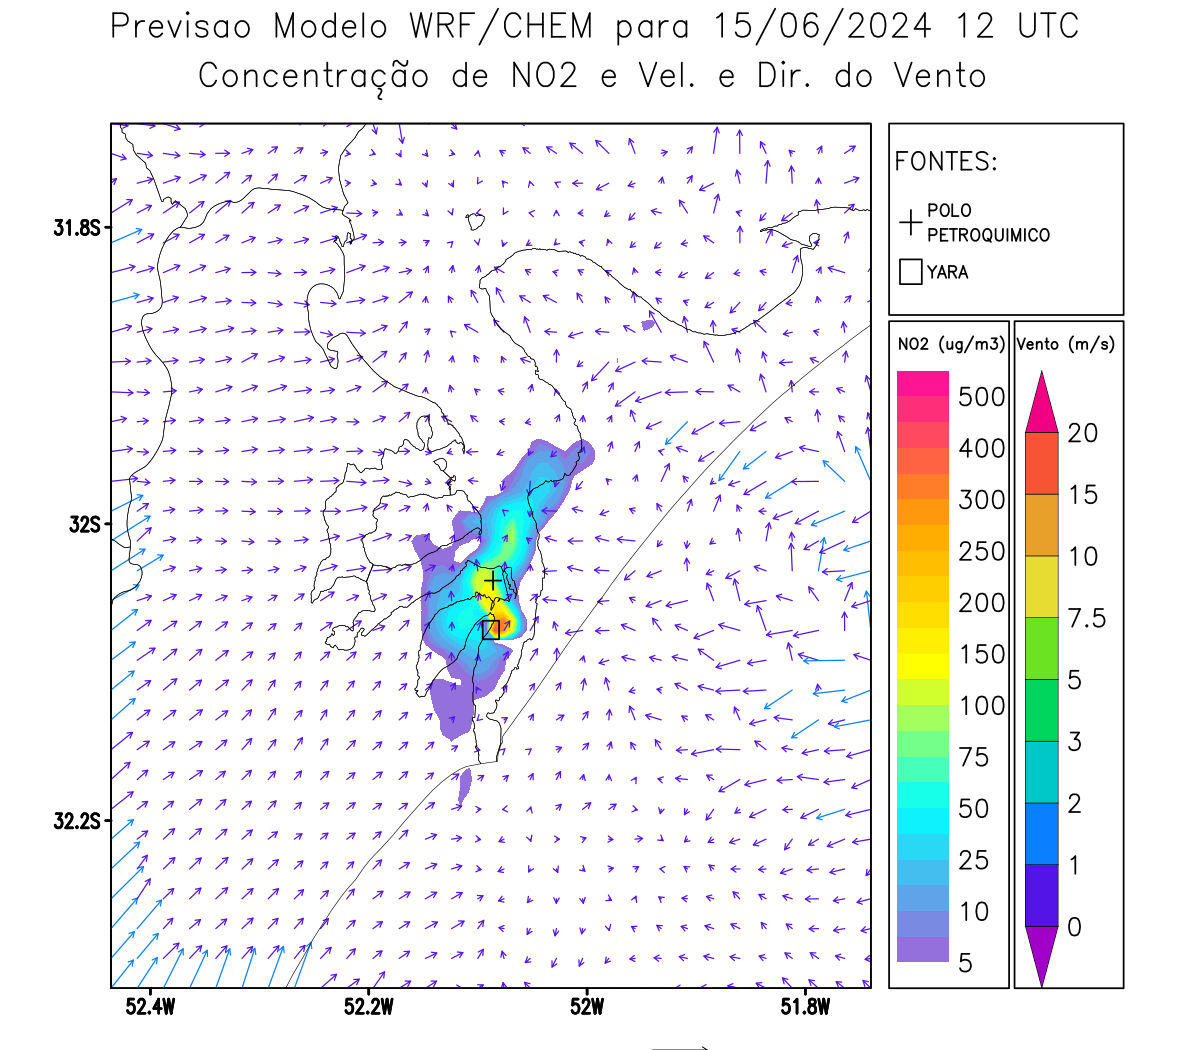 Previsao Modelo WRF/CHEM para 15/06/2024 12 UTC
Concentração de NO2 e Vel. e Dir. do Vento
FONTES:
POLO
PETROQUIMICO
YARA
NO2 (ug/m3)
500
400
300
250
200
150
100
75
50
25
10
5
Vento (m/s)
20
15
10
7.5
5
3
2
1
0
31.8S
32S
32.2S
52.4W
52.2W
52W
51.8W